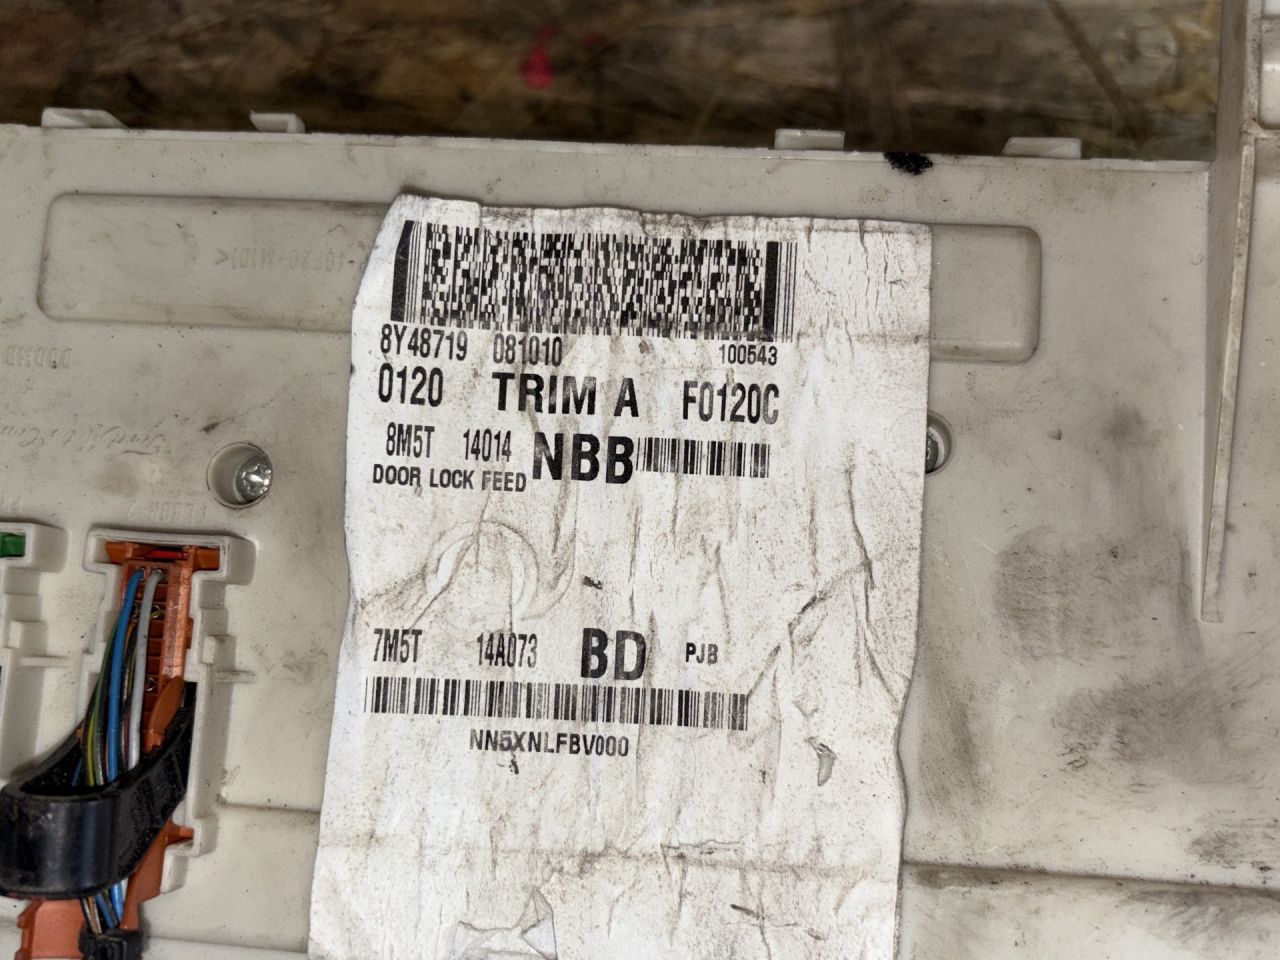 8Y48719 081010 100543
0120 TRIM A F0120C
8M5T 14014 NBB
DOOR LOCK FEED
7M5T 14A073 BD PJB
NN5XNLFBV000